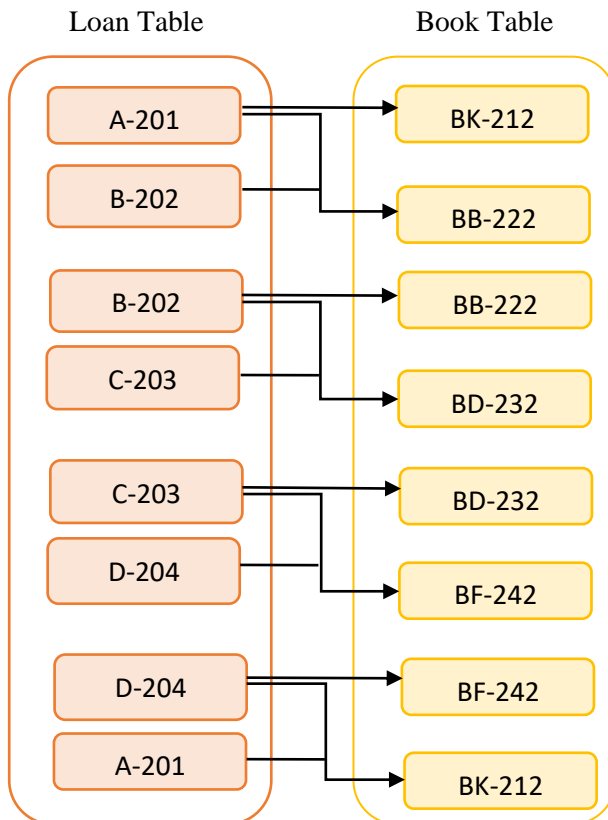 Loan Table
Book Table
A-201
BK-212
B-202
BB-222
B-202
BB-222
C-203
BD-232
C-203
BD-232
D-204
BF-242
D-204
BF-242
A-201
BK-212